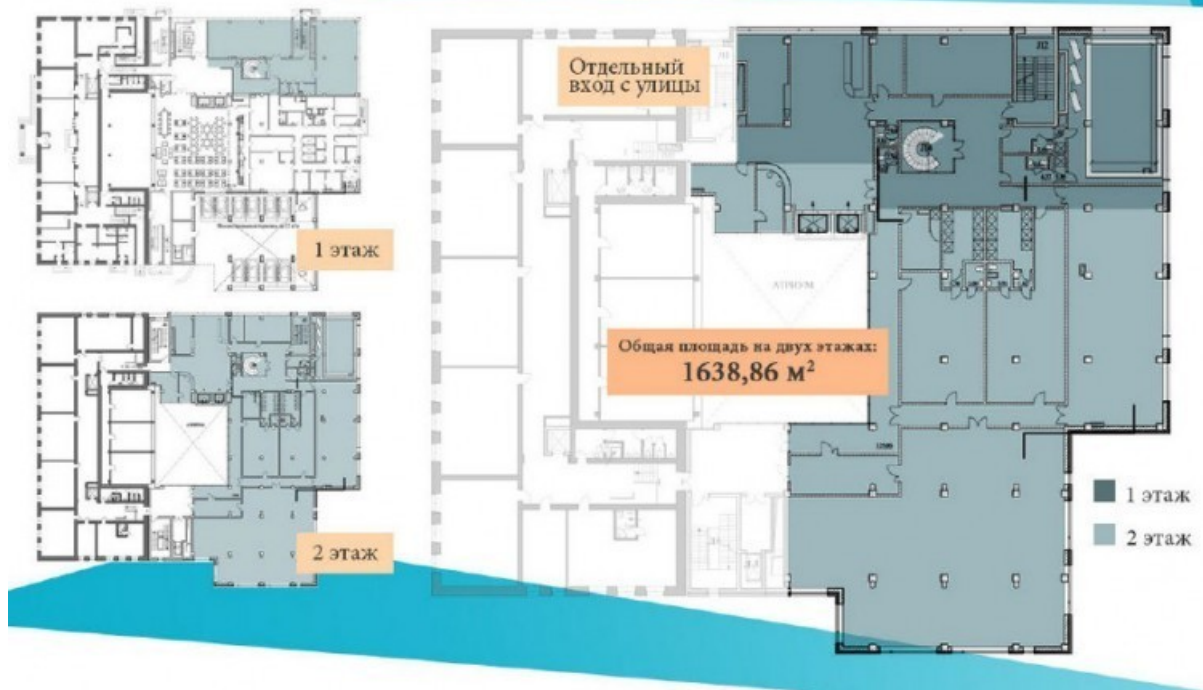 1 этаж
2 этаж
Отдельный
вход с улицы
Л2
АТРИУМ
Общая площадь на двух этажах:
1638,86 м²
1 этаж
2 этаж